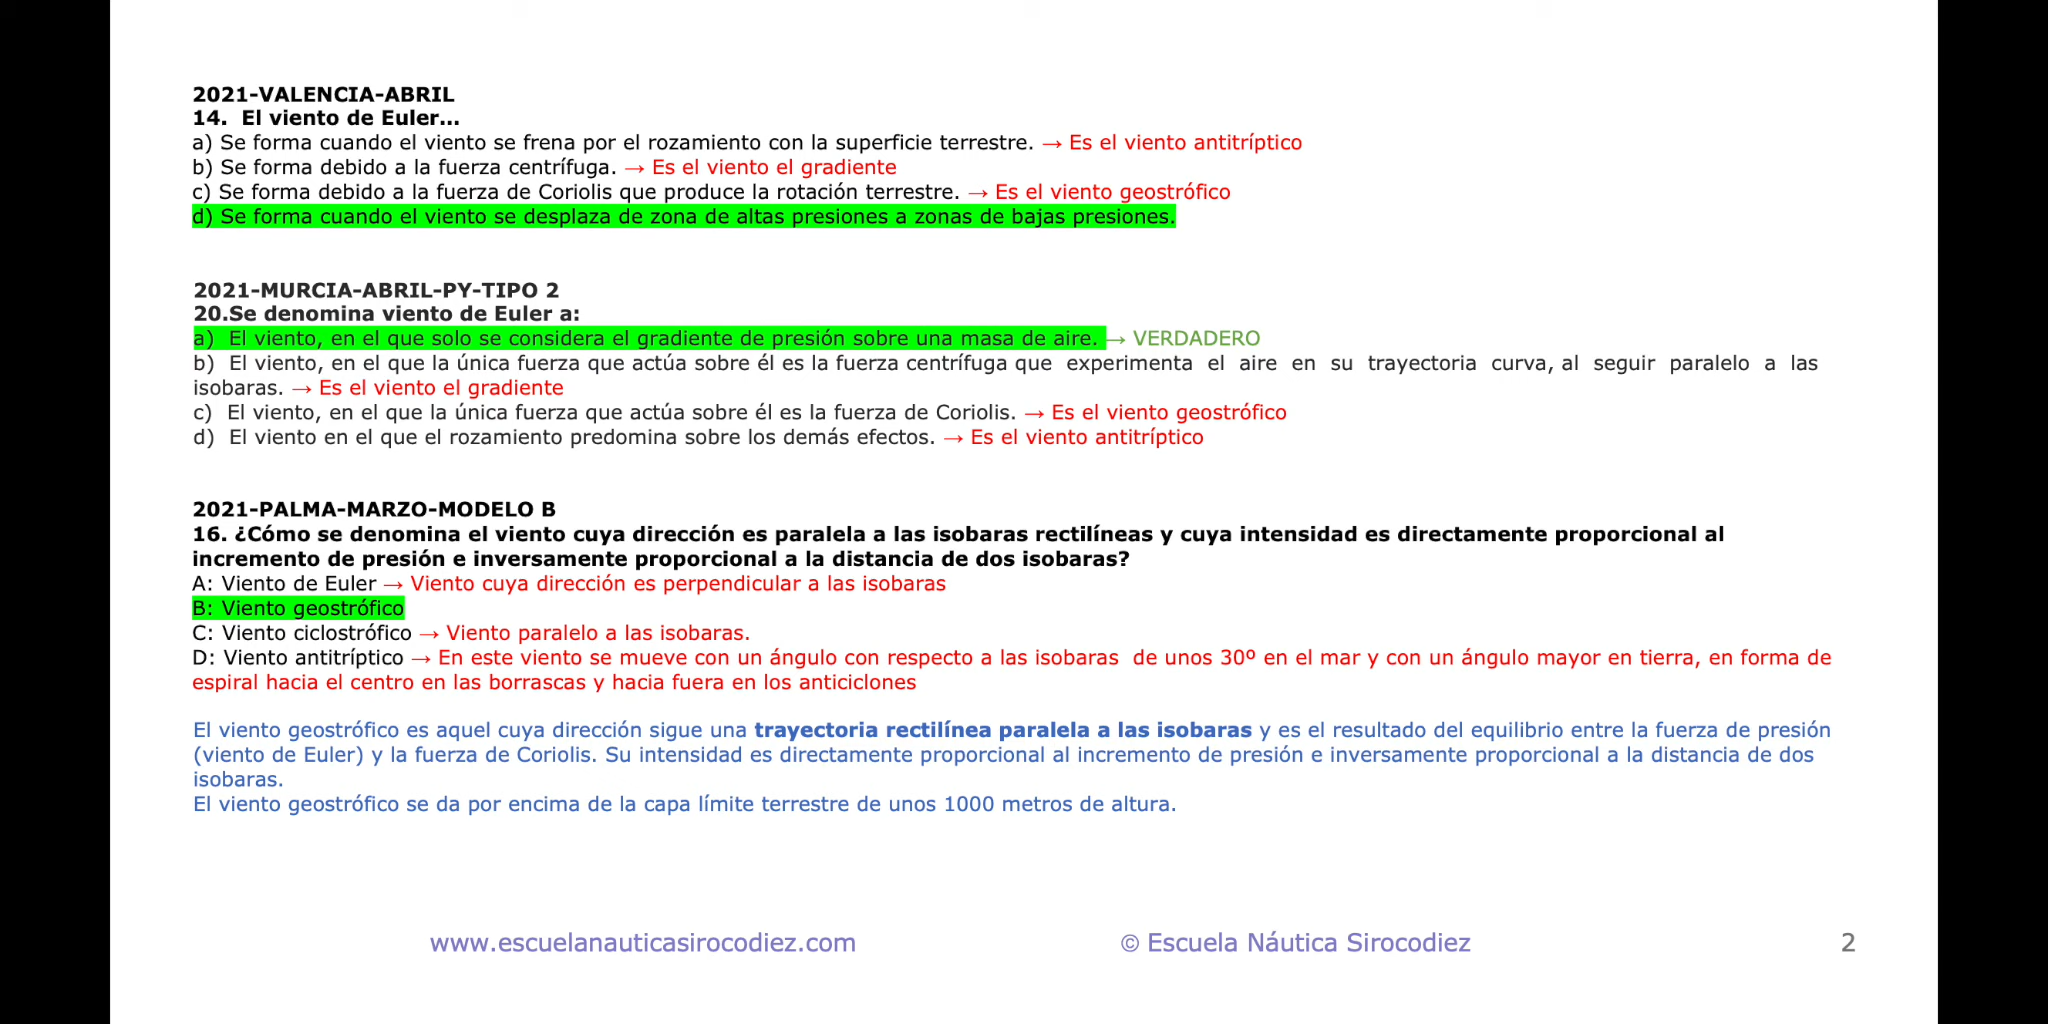 2021-VALENCIA-ABRIL
14. El viento de Euler...
a) Se forma cuando el viento se frena por el rozamiento con la superficie terrestre. → Es el viento antitríptico
b) Se forma debido a la fuerza centrífuga. → Es el viento el gradiente
c) Se forma debido a la fuerza de Coriolis que produce la rotación terrestre. → Es el viento geostrófico
d) Se forma cuando el viento se desplaza de zona de altas presiones a zonas de bajas presiones.
2021-MURCIA-ABRIL-PY-TIPO 2
20.Se denomina viento de Euler a:
a) El viento, en el que solo se considera el gradiente de presión sobre una masa de aire. → VERDADERO
b) El viento, en el que la única fuerza que actúa sobre él es la fuerza centrífuga que experimenta el aire en su trayectoria curva, al seguir paralelo a las
isobaras. → Es el viento el gradiente
c) El viento, en el que la única fuerza que actúa sobre él es la fuerza de Coriolis. → Es el viento geostrófico
d) El viento en el que el rozamiento predomina sobre los demás efectos. → Es el viento antitríptico
2021-PALMA-MARZO-MODELO B
16. ¿Cómo se denomina el viento cuya dirección es paralela a las isobaras rectilíneas y cuya intensidad es directamente proporcional al
incremento de presión e inversamente proporcional a la distancia de dos isobaras?
A: Viento de Euler → Viento cuya dirección es perpendicular a las isobaras
B: Viento geostrófico
C: Viento ciclostrófico → Viento paralelo a las isobaras.
D: Viento antitríptico → En este viento se mueve con un ángulo con respecto a las isobaras de unos 30º en el mar y con un ángulo mayor en tierra, en forma de
espiral hacia el centro en las borrascas y hacia fuera en los anticiclones
El viento geostrófico es aquel cuya dirección sigue una trayectoria rectilínea paralela a las isobaras y es el resultado del equilibrio entre la fuerza de presión
(viento de Euler) y la fuerza de Coriolis. Su intensidad es directamente proporcional al incremento de presión e inversamente proporcional a la distancia de dos
isobaras.
El viento geostrófico se da por encima de la capa límite terrestre de unos 1000 metros de altura.
www.escuelanauticasirocodiez.com © Escuela Náutica Sirocodiez 2